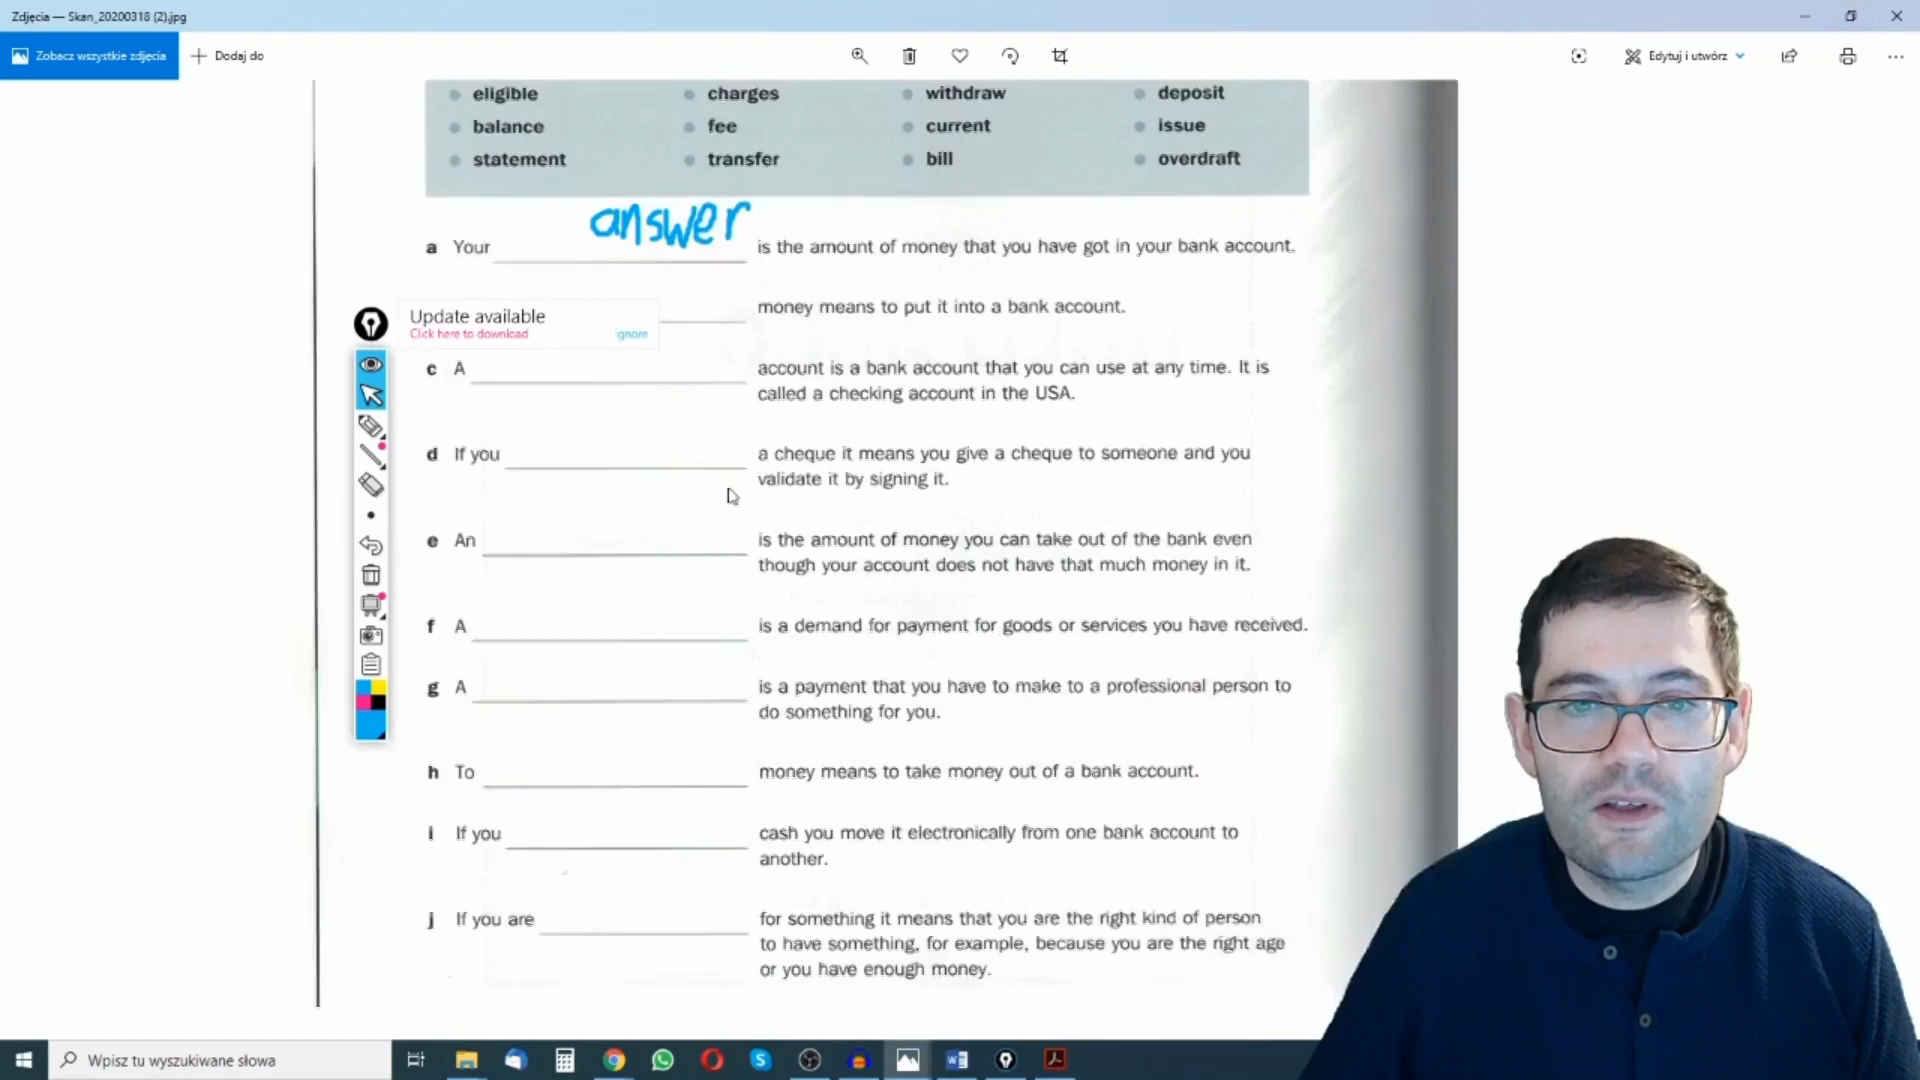 Zdjęcia — Skan_20200318 (2).jpg
Zobacz wszystkie zdjęcia
Dodaj do
Edytuj i utwórz
eligible charges withdraw deposit
balance fee current issue
statement transfer bill overdraft
answer
a Your is the amount of money that you have got in your bank account.
money means to put it into a bank account.
Update available
Click here to download ignore
c A account is a bank account that you can use at any time. It is
called a checking account in the USA.
d If you a cheque it means you give a cheque to someone and you
validate it by signing it.
e An is the amount of money you can take out of the bank even
though your account does not have that much money in it.
f A is a demand for payment for goods or services you have received.
g A is a payment that you have to make to a professional person to
do something for you.
h To money means to take money out of a bank account.
i If you cash you move it electronically from one bank account to
another.
j If you are for something it means that you are the right kind of person
to have something, for example, because you are the right age
or you have enough money.
Wpisz tu wyszukiwane słowa